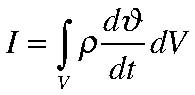 I = ∫_V ρ dϑ/dt dV